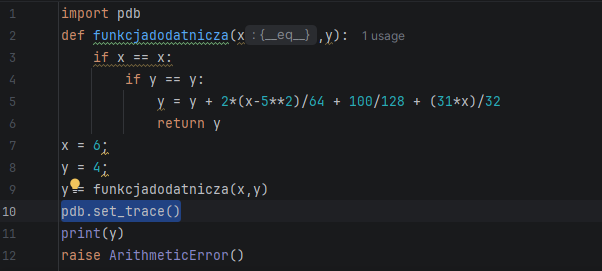 1 import pdb
2 def funkcjadodatnicza(x : {__eq__} ,y): 1 usage
3 if x == x:
4 if y == y:
5 y = y + 2*(x-5**2)/64 + 100/128 + (31*x)/32
6 return y
7 x = 6;
8 y = 4;
9 y = funkcjadodatnicza(x,y)
10 pdb.set_trace()
11 print(y)
12 raise ArithmeticError()